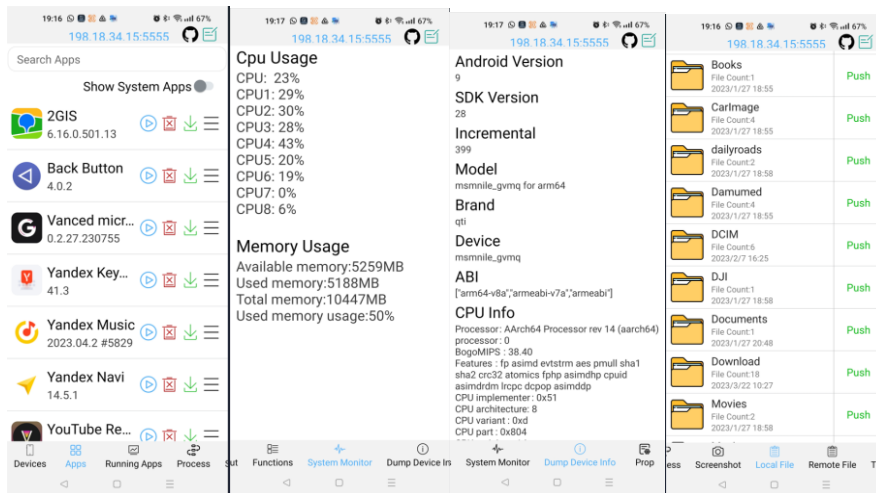 19:16 67%
198.18.34.15:5555
Search Apps
Show System Apps
2GIS
6.16.0.501.13
Back Button
4.0.2
Vanced micr...
0.2.27.230755
Yandex Key...
41.3
Yandex Music
2023.04.2 #5829
Yandex Navi
14.5.1
YouTube Re...
Devices Apps Running Apps Process
19:17 67%
198.18.34.15:5555
Cpu Usage
CPU: 23%
CPU1: 29%
CPU2: 30%
CPU3: 28%
CPU4: 43%
CPU5: 20%
CPU6: 19%
CPU7: 0%
CPU8: 6%
Memory Usage
Available memory:5259MB
Used memory:5188MB
Total memory:10447MB
Used memory usage:50%
Functions System Monitor Dump Device In
19:17 67%
198.18.34.15:5555
Android Version
9
SDK Version
28
Incremental
399
Model
msmnile_gvmq for arm64
Brand
qti
Device
msmnile_gvmq
ABI
["arm64-v8a","armeabi-v7a","armeabi"]
CPU Info
Processor: AArch64 Processor rev 14 (aarch64)
processor: 0
BogoMIPS : 38.40
Features : fp asimd evtstrm aes pmull sha1
sha2 crc32 atomics fphp asimdhp cpuid
asimdrdm lrcpc dcpop asimddp
CPU implementer : 0x51
CPU architecture: 8
CPU variant : 0xd
CPU part : 0x804
System Monitor Dump Device Info Prop
19:16 67%
198.18.34.15:5555
Books
File Count:1
2023/1/27 18:55
Push
CarImage
File Count:4
2023/1/27 18:55
Push
dailyroads
File Count:2
2023/1/27 18:58
Push
Damumed
File Count:4
2023/1/27 18:55
Push
DCIM
File Count:6
2023/2/7 16:25
Push
DJI
File Count:1
2023/1/27 18:58
Push
Documents
File Count:1
2023/1/27 20:48
Push
Download
File Count:18
2023/3/22 10:27
Push
Movies
File Count:2
2023/1/27 18:58
Push
ess Screenshot Local File Remote File T